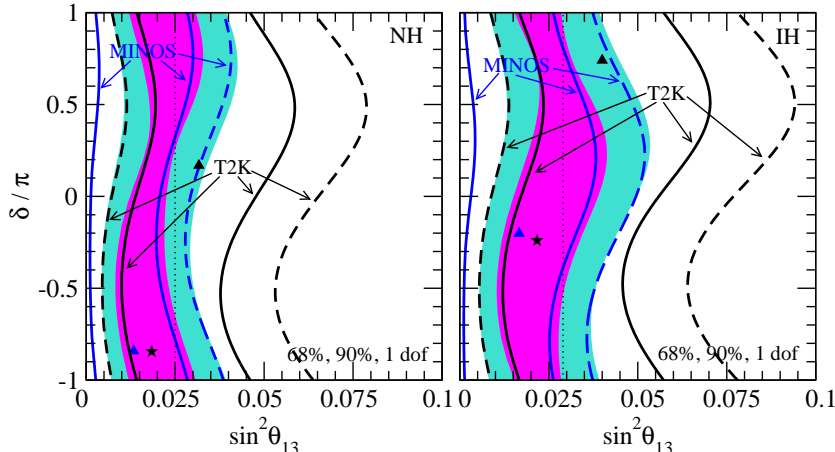 1
0.5
0
-0.5
-1
δ / π
NH
MINOS
T2K
68%, 90%, 1 dof
0 0.025 0.05 0.075 0.1
sin²θ₁₃
IH
MINOS
T2K
68%, 90%, 1 dof
0 0.025 0.05 0.075 0.1
sin²θ₁₃